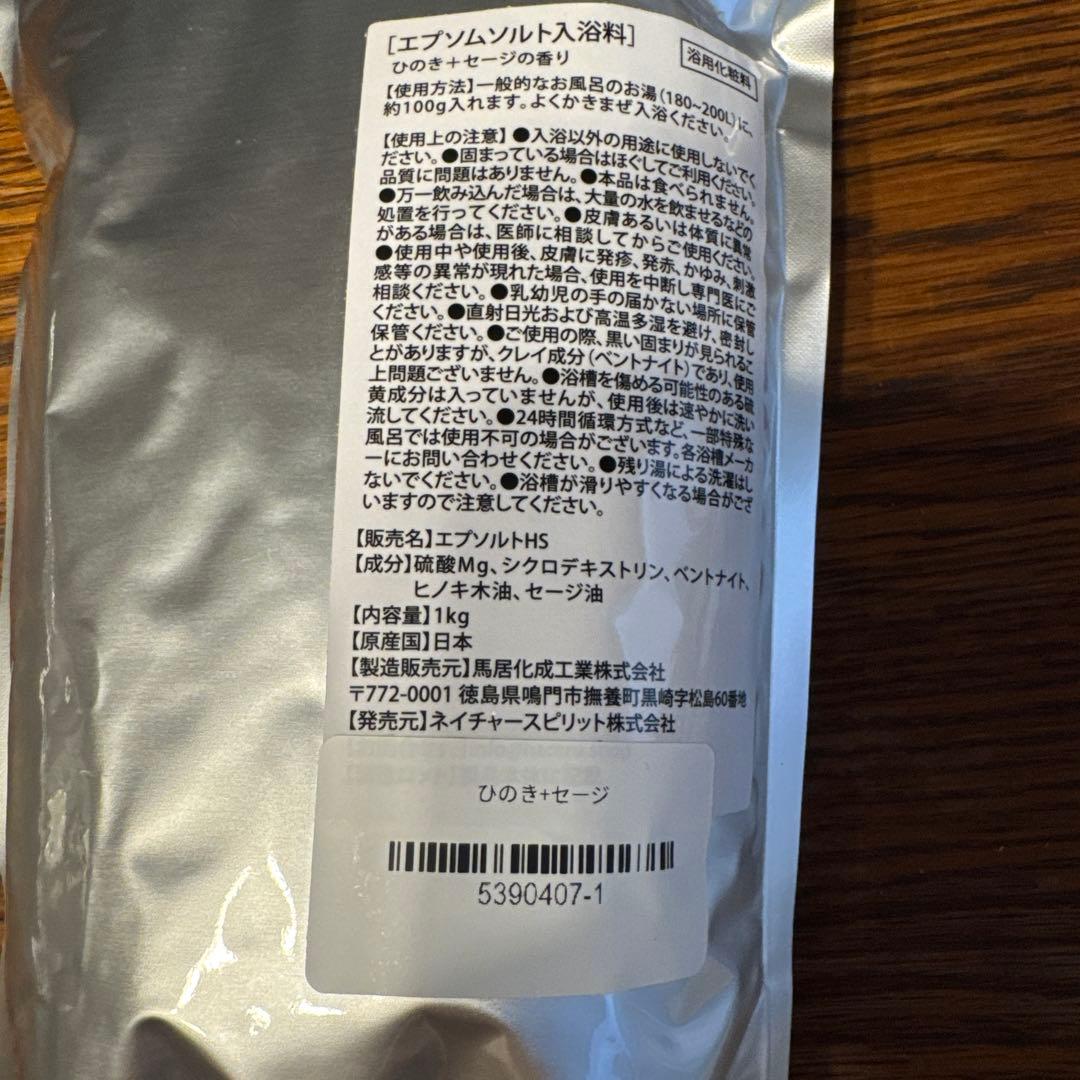 [エプソムソルト入浴料]
ひのき+セージの香り
浴用化粧料
【使用方法】一般的なお風呂のお湯(180~200L)に、
約100g入れます。よくかきまぜ入浴ください。
【使用上の注意】●入浴以外の用途に使用しないでく
ださい。●固まっている場合はほぐしてご利用ください。
品質に問題はありません。●本品は食べられません。
●万一飲み込んだ場合は、大量の水を飲ませるなどの
処置を行ってください。●皮膚あるいは体質に異常
がある場合は、医師に相談してからご使用ください。
●使用中や使用後、皮膚に発疹、発赤、かゆみ、刺激
感等の異常が現れた場合、使用を中断し専門医にご
相談ください。●乳幼児の手の届かない場所に保管
ください。●直射日光および高温多湿を避け、密封し
保管ください。●ご使用の際、黒い固まりが見られるこ
とがありますが、クレイ成分(ベントナイト)であり、使用
上問題ございません。●浴槽を傷める可能性のある硫
黄成分は入っていませんが、使用後は速やかに洗い
流してください。●24時間循環方式など、一部特殊な
風呂では使用不可の場合がございます。各浴槽メーカ
ーにお問い合わせください。●残り湯による洗濯はし
ないでください。●浴槽が滑りやすくなる場合がござ
いますので注意してください。
【販売名】エプソルトHS
【成分】硫酸Mg、シクロデキストリン、ベントナイト、
ヒノキ木油、セージ油
【内容量】1kg
【原産国】日本
【製造販売元】馬居化成工業株式会社
〒772-0001 徳島県鳴門市撫養町黒崎字松島60番地
【発売元】ネイチャースピリット株式会社
ひのき+セージ
5390407-1